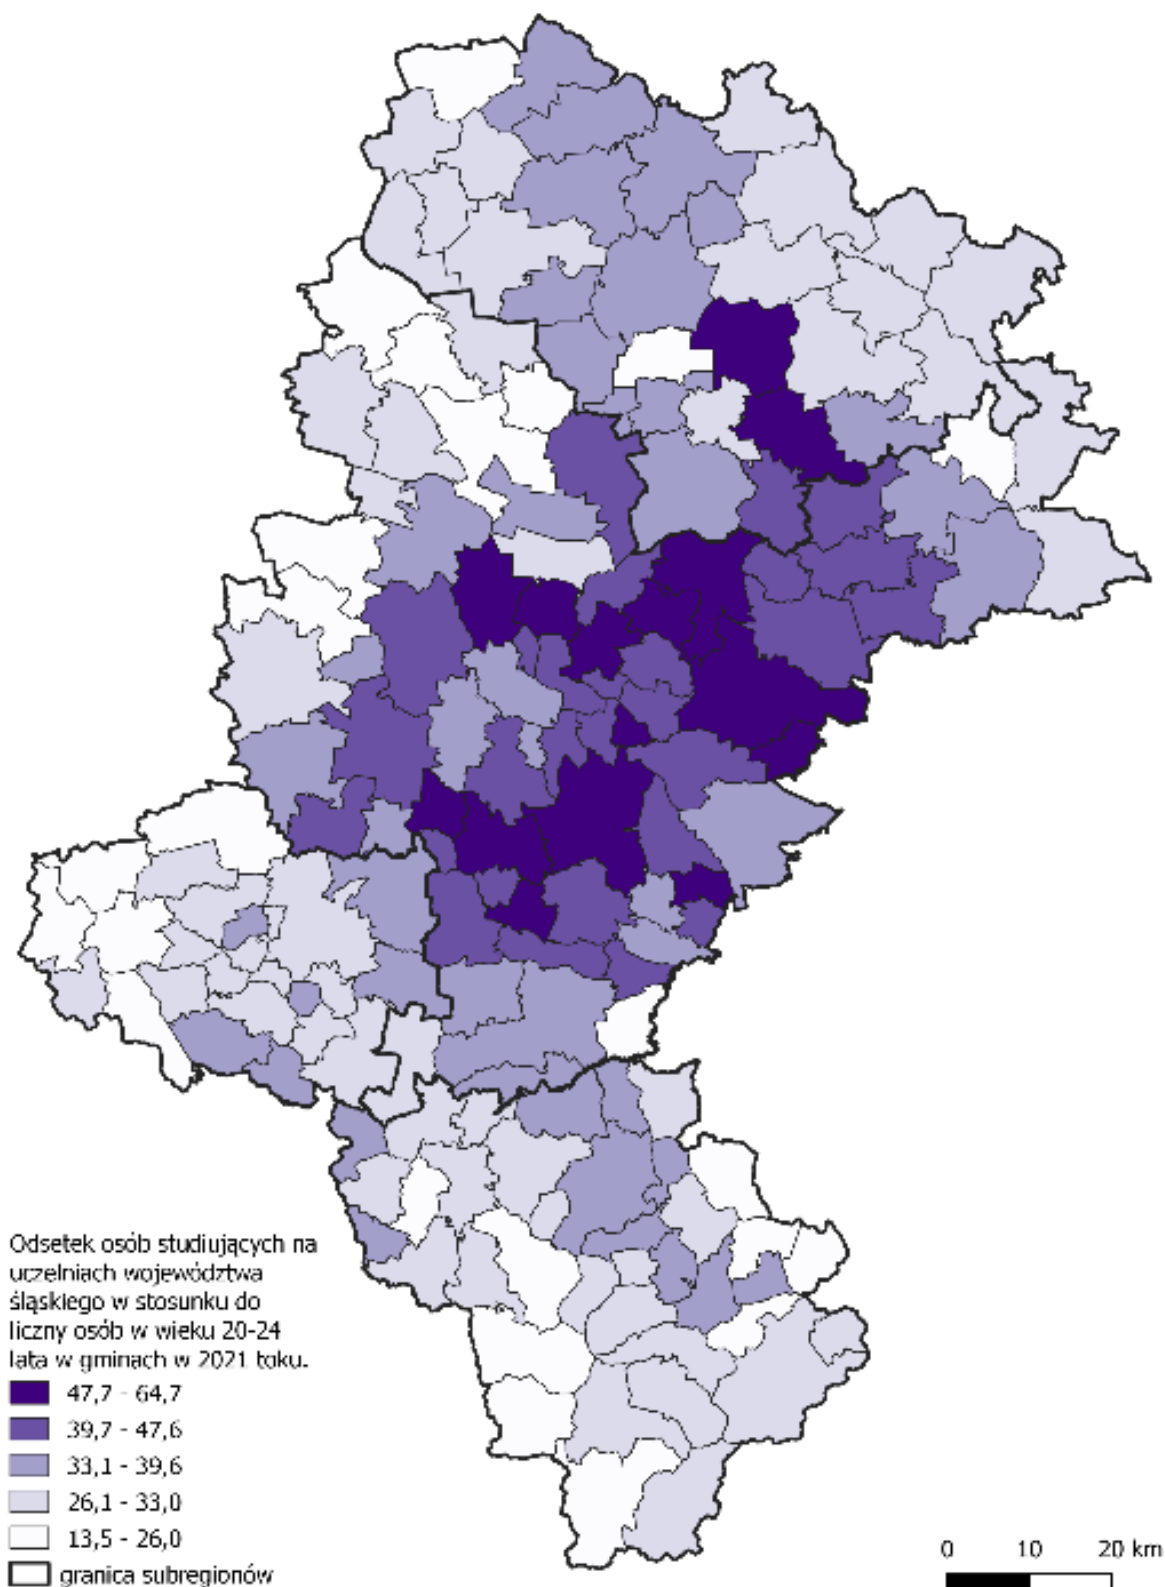 Odsetek osób studiujących na
uczelniach województwa
śląskiego w stosunku do
liczny osób w wieku 20-24
lata w gminach w 2021 toku.
47,7 - 64,7
39,7 - 47,6
33,1 - 39,6
26,1 - 33,0
13,5 - 26,0
granica subregionów
0 10 20 km